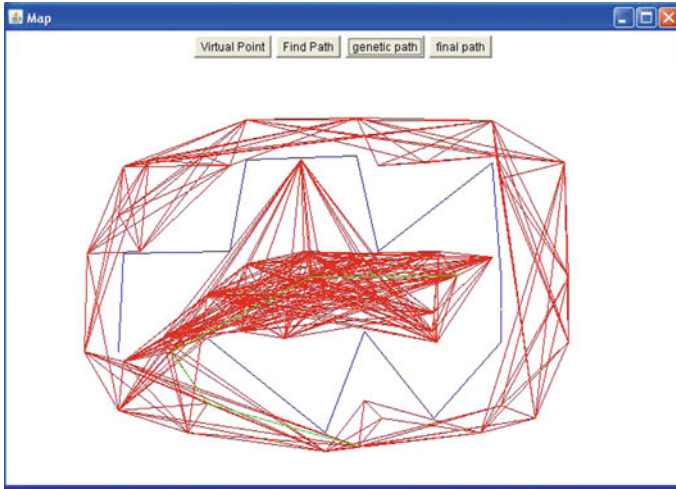 Map
Virtual Point
Find Path
genetic path
final path